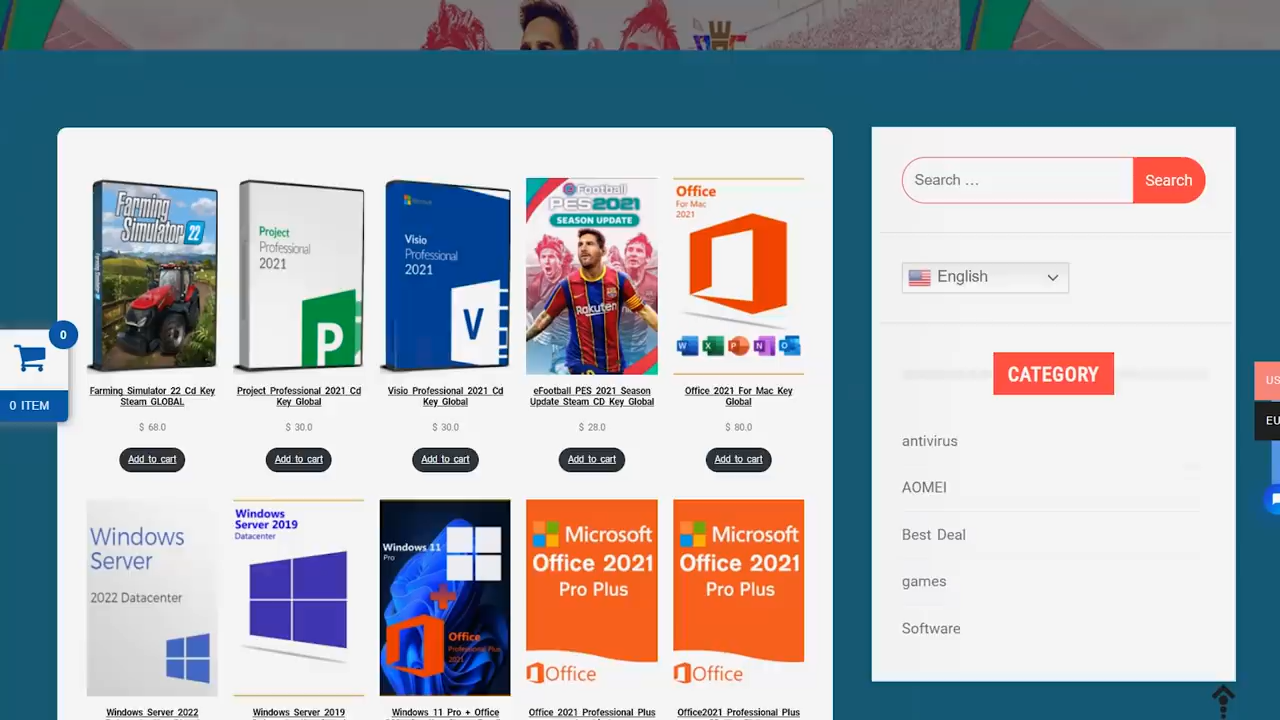 Search …
Search
English
CATEGORY
antivirus
AOMEI
Best Deal
games
Software
0
0 ITEM
US
EU
Farming
Simulator 22
Project
Professional
2021
P
Visio
Professional
2021
V
eFootball
PES2021
SEASON UPDATE
Rakuten
Office
For Mac
2021
Farming Simulator 22 Cd Key
Steam GLOBAL
$ 68.0
Add to cart
Project Professional 2021 Cd
Key Global
$ 30.0
Add to cart
Visio Professional 2021 Cd
Key Global
$ 30.0
Add to cart
eFootball PES 2021 Season
Update Steam CD Key Global
$ 28.0
Add to cart
Office 2021 For Mac Key
Global
$ 80.0
Add to cart
Windows
Server
2022 Datacenter
Windows
Server 2019
Datacenter
Windows 11
Pro
Office
Professional Plus
2021
Microsoft
Office 2021
Pro Plus
Office
Microsoft
Office 2021
Pro Plus
Office
Windows Server 2022
Windows Server 2019
Windows 11 Pro + Office
Office 2021 Professional Plus
Office2021 Professional Plus